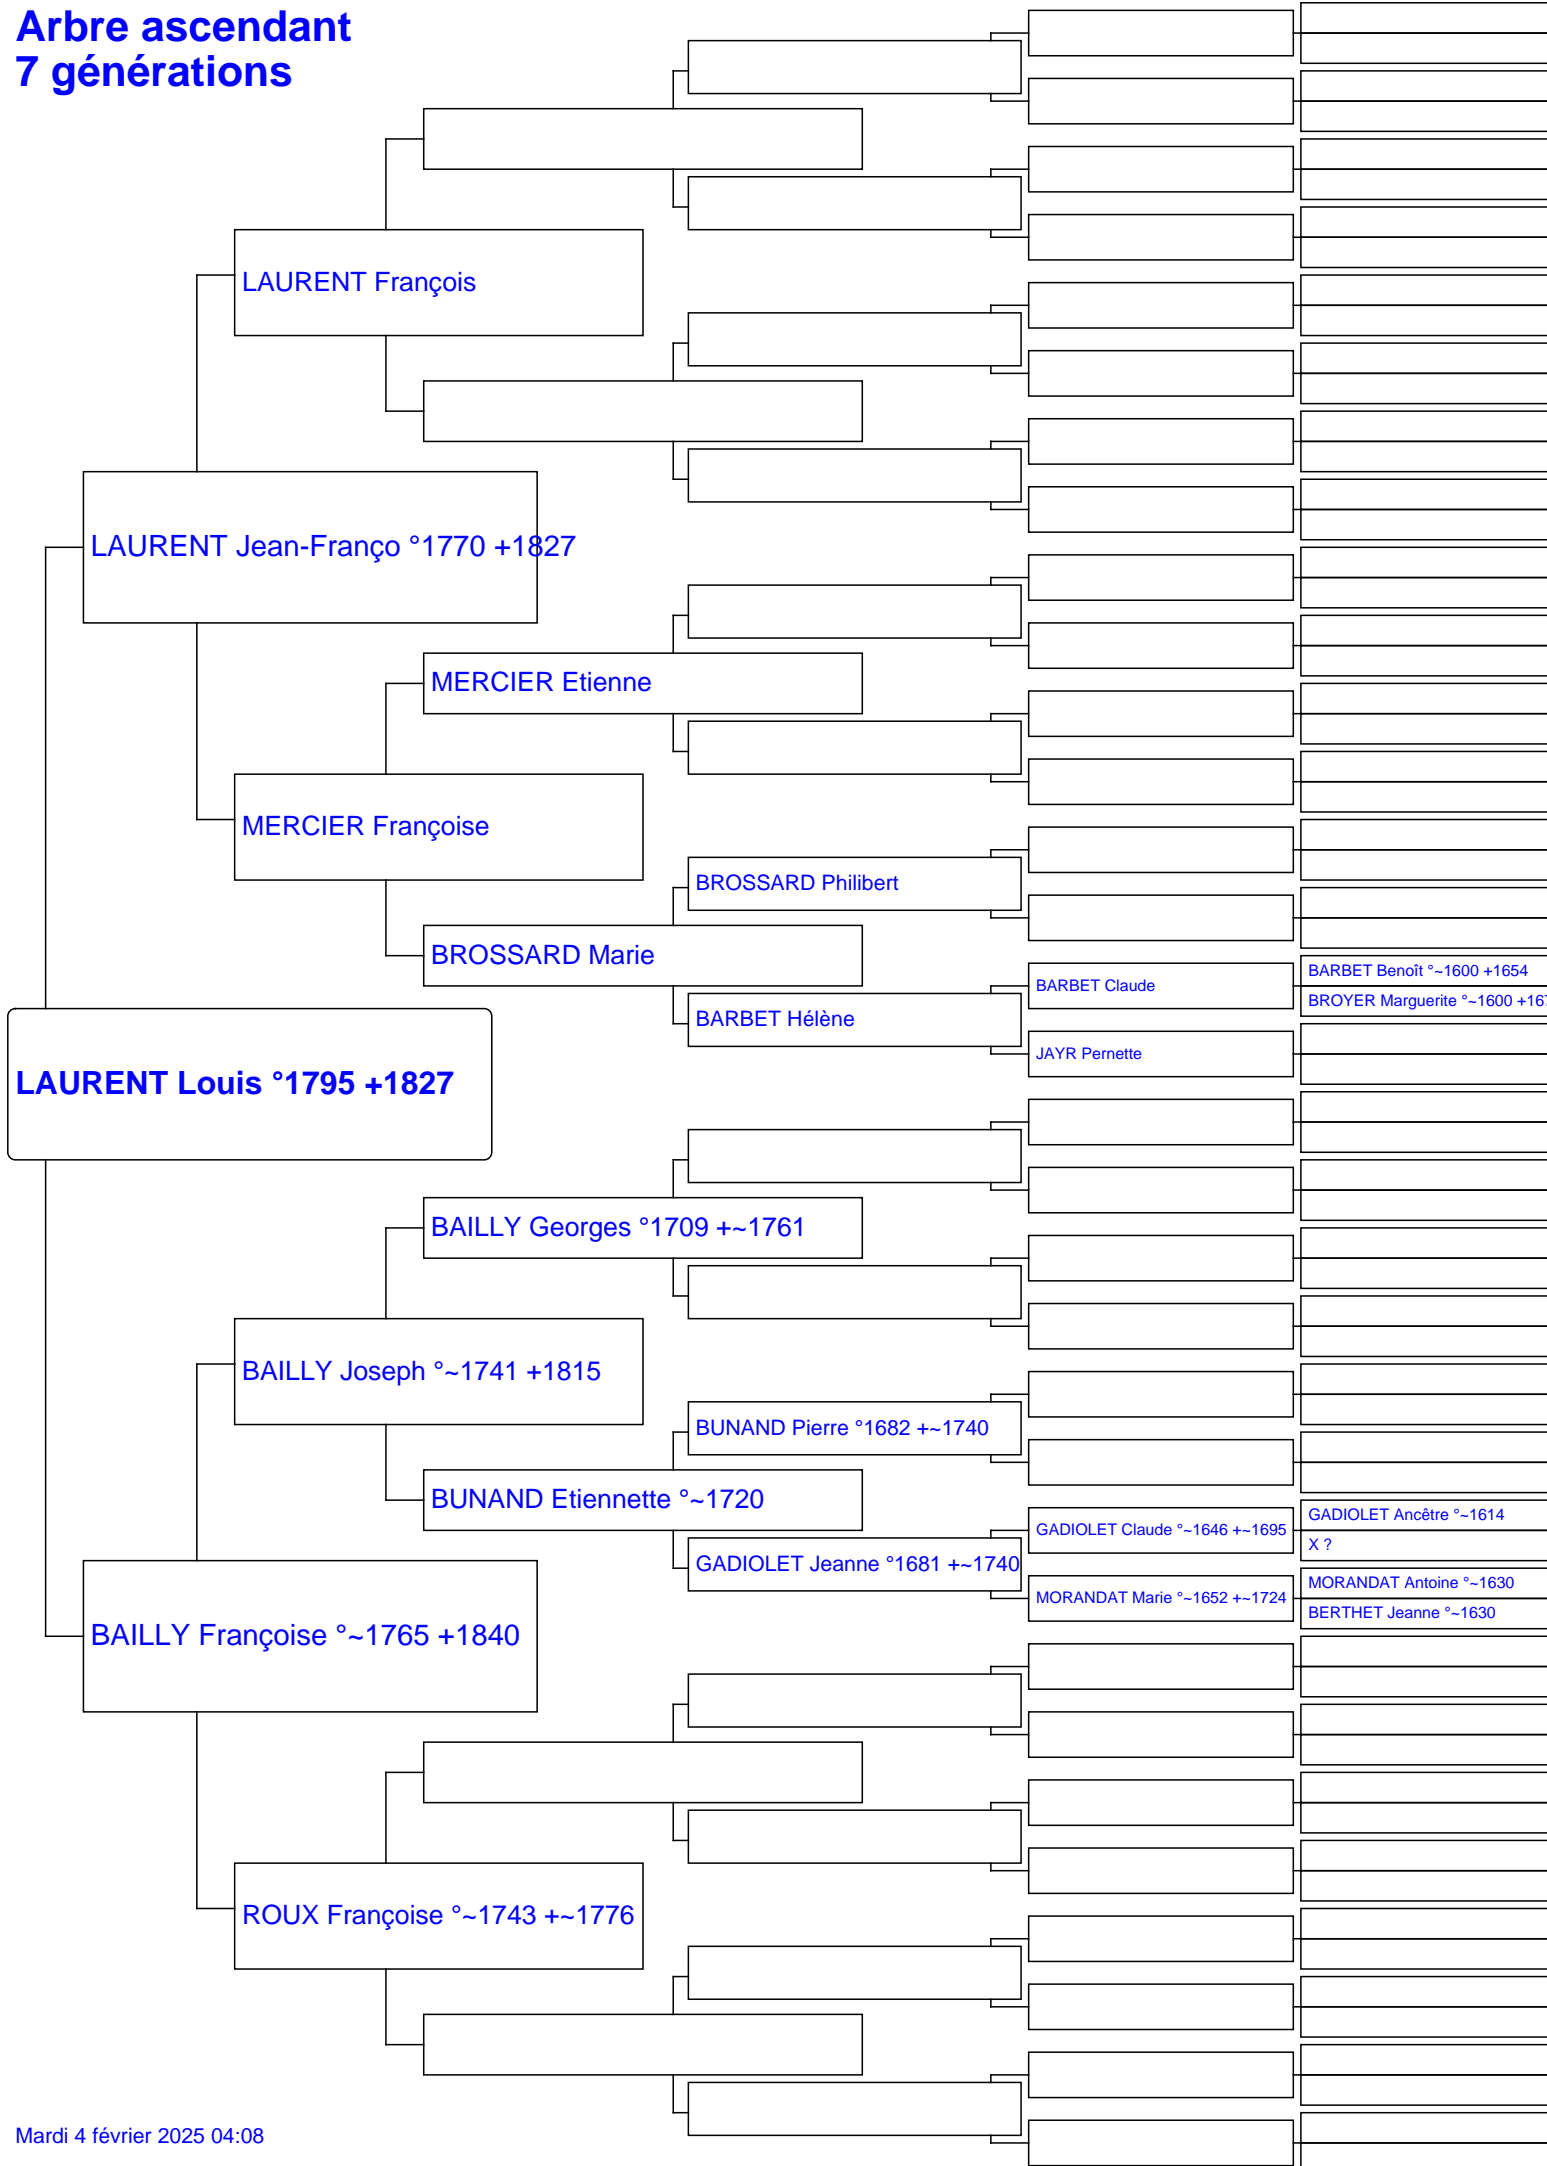 Arbre ascendant
7 générations
LAURENT François
LAURENT Jean-Franço °1770 +1827
MERCIER Etienne
MERCIER Françoise
BROSSARD Philibert
BROSSARD Marie
BARBET Benoît °~1600 +1654
BARBET Claude
BROYER Marguerite °~1600 +167
BARBET Hélène
JAYR Pernette
LAURENT Louis °1795 +1827
BAILLY Georges °1709 +~1761
BAILLY Joseph °~1741 +1815
BUNAND Pierre °1682 +~1740
BUNAND Etiennette °~1720
GADIOLET Ancêtre °~1614
GADIOLET Claude °~1646 +~1695
X ?
GADIOLET Jeanne °1681 +~1740
MORANDAT Antoine °~1630
MORANDAT Marie °~1652 +~1724
BERTHET Jeanne °~1630
BAILLY Françoise °~1765 +1840
ROUX Françoise °~1743 +~1776
Mardi 4 février 2025 04:08